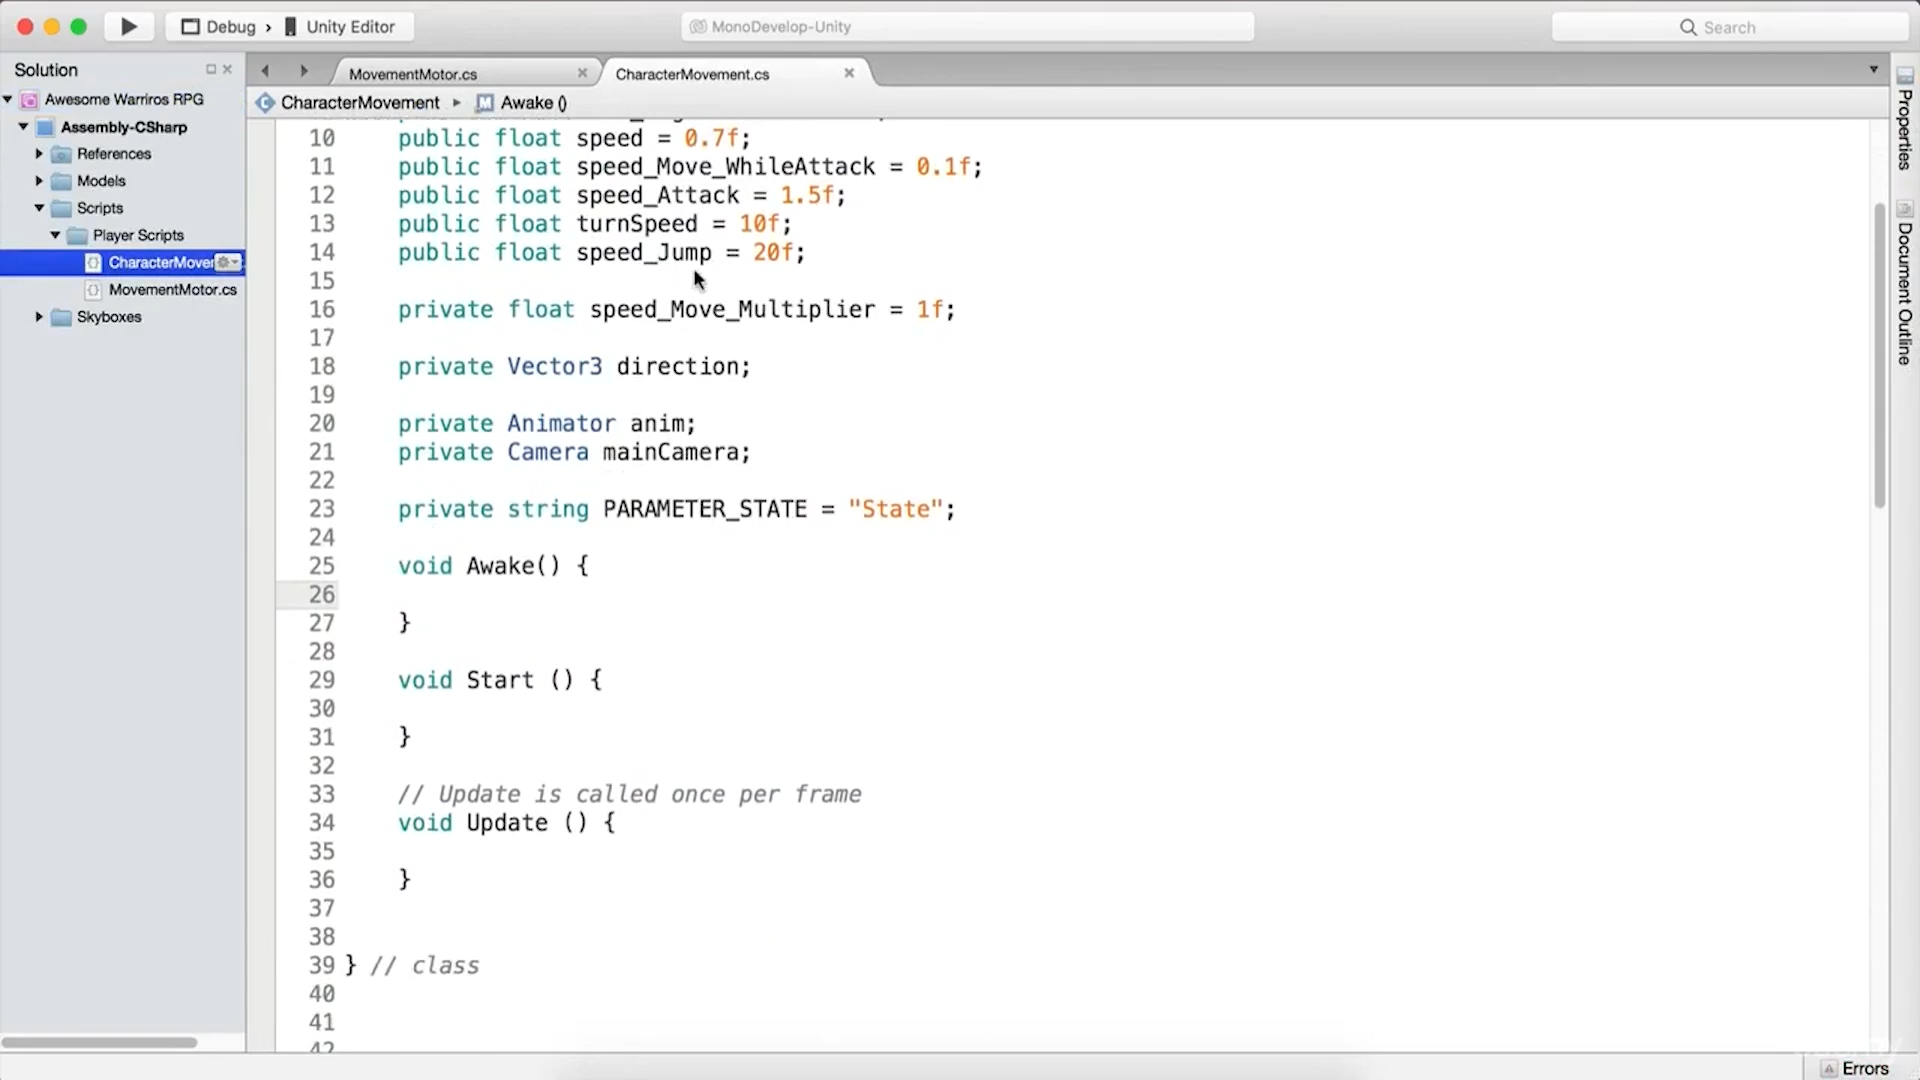 Debug › Unity Editor
MonoDevelop-Unity
Search
Solution
MovementMotor.cs
CharacterMovement.cs
Awesome Warriros RPG
CharacterMovement
Awake ()
Assembly-CSharp
References
Models
Scripts
Player Scripts
CharacterMover
MovementMotor.cs
Skyboxes
10 public float speed = 0.7f;
11 public float speed_Move_WhileAttack = 0.1f;
12 public float speed_Attack = 1.5f;
13 public float turnSpeed = 10f;
14 public float speed_Jump = 20f;
15
16 private float speed_Move_Multiplier = 1f;
17
18 private Vector3 direction;
19
20 private Animator anim;
21 private Camera mainCamera;
22
23 private string PARAMETER_STATE = "State";
24
25 void Awake() {
26
27 }
28
29 void Start () {
30
31 }
32
33 // Update is called once per frame
34 void Update () {
35
36 }
37
38
39 } // class
40
41
42
Properties
Document Outline
Errors